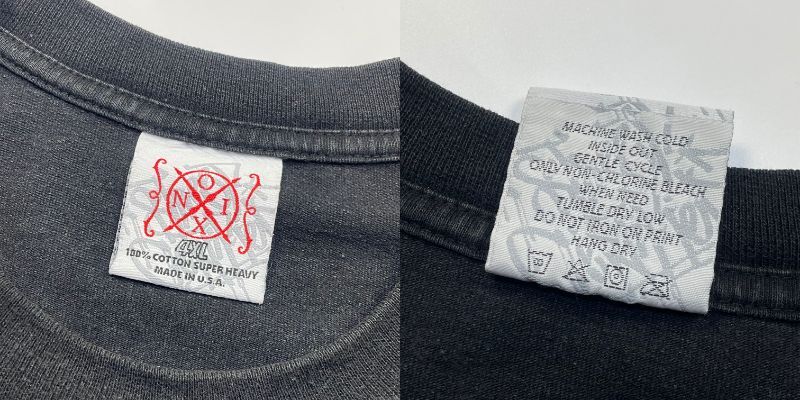 O
N I
X
4XL
100% COTTON SUPER HEAVY
MADE IN U.S.A.
MACHINE WASH COLD
INSIDE OUT
GENTLE CYCLE
ONLY NON-CHLORINE BLEACH
WHEN REED
TUMBLE DRY LOW
DO NOT IRON ON PRINT
HANG DRY